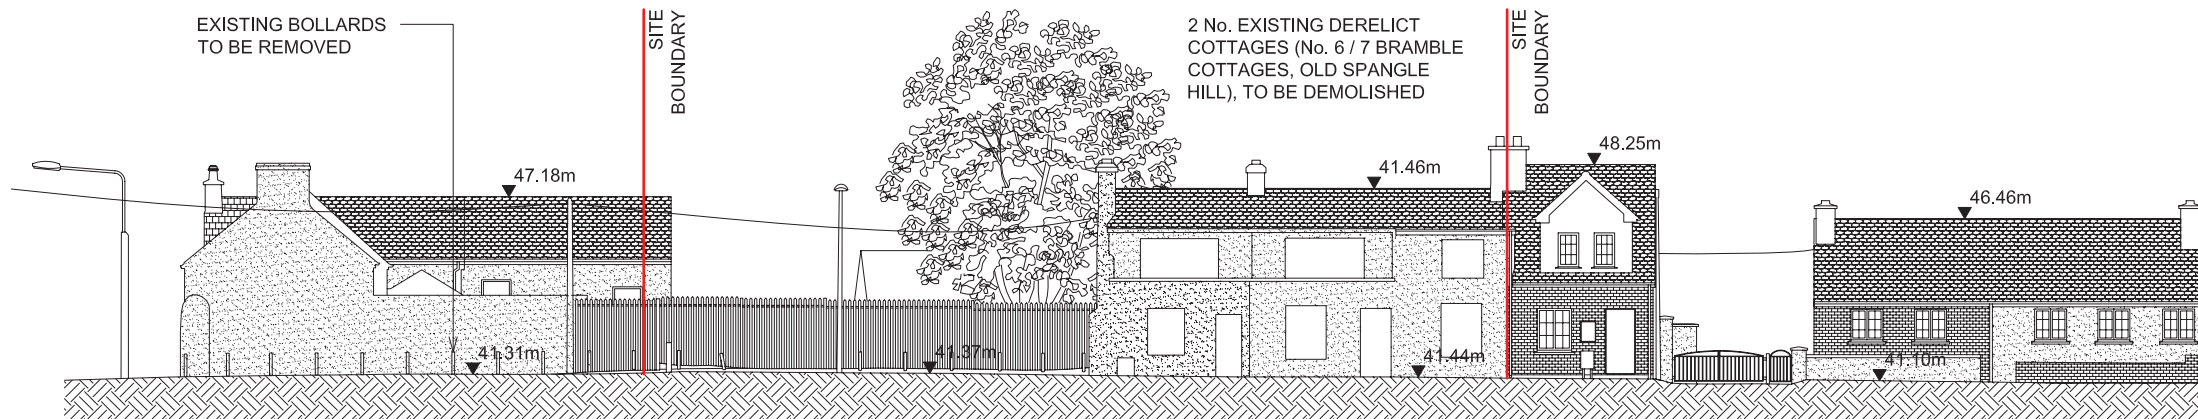 EXISTING BOLLARDS
TO BE REMOVED
SITE
BOUNDARY
2 No. EXISTING DERELICT
COTTAGES (No. 6 / 7 BRAMBLE
COTTAGES, OLD SPANGLE
HILL), TO BE DEMOLISHED
SITE
BOUNDARY
47.18m
41.46m
48.25m
46.46m
41.31m
41.37m
41.44m
41.10m